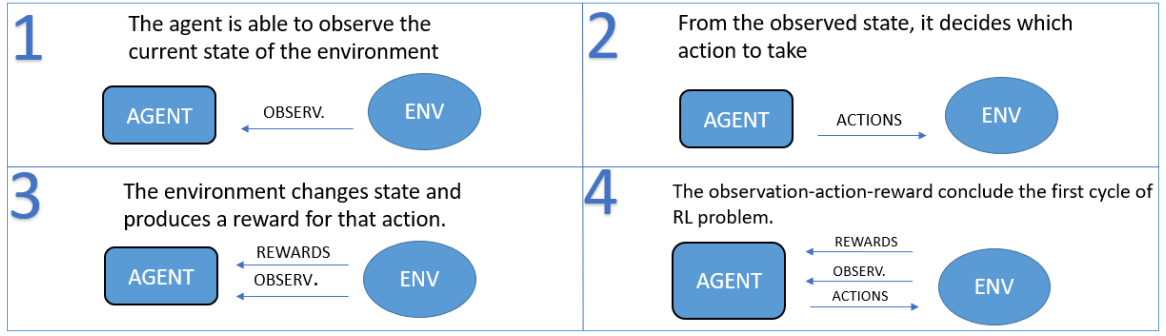 1
The agent is able to observe the
current state of the environment
AGENT
OBSERV.
ENV
2
From the observed state, it decides which
action to take
AGENT
ACTIONS
ENV
3
The environment changes state and
produces a reward for that action.
AGENT
REWARDS
OBSERV.
ENV
4
The observation-action-reward conclude the first cycle of
RL problem.
AGENT
REWARDS
OBSERV.
ACTIONS
ENV